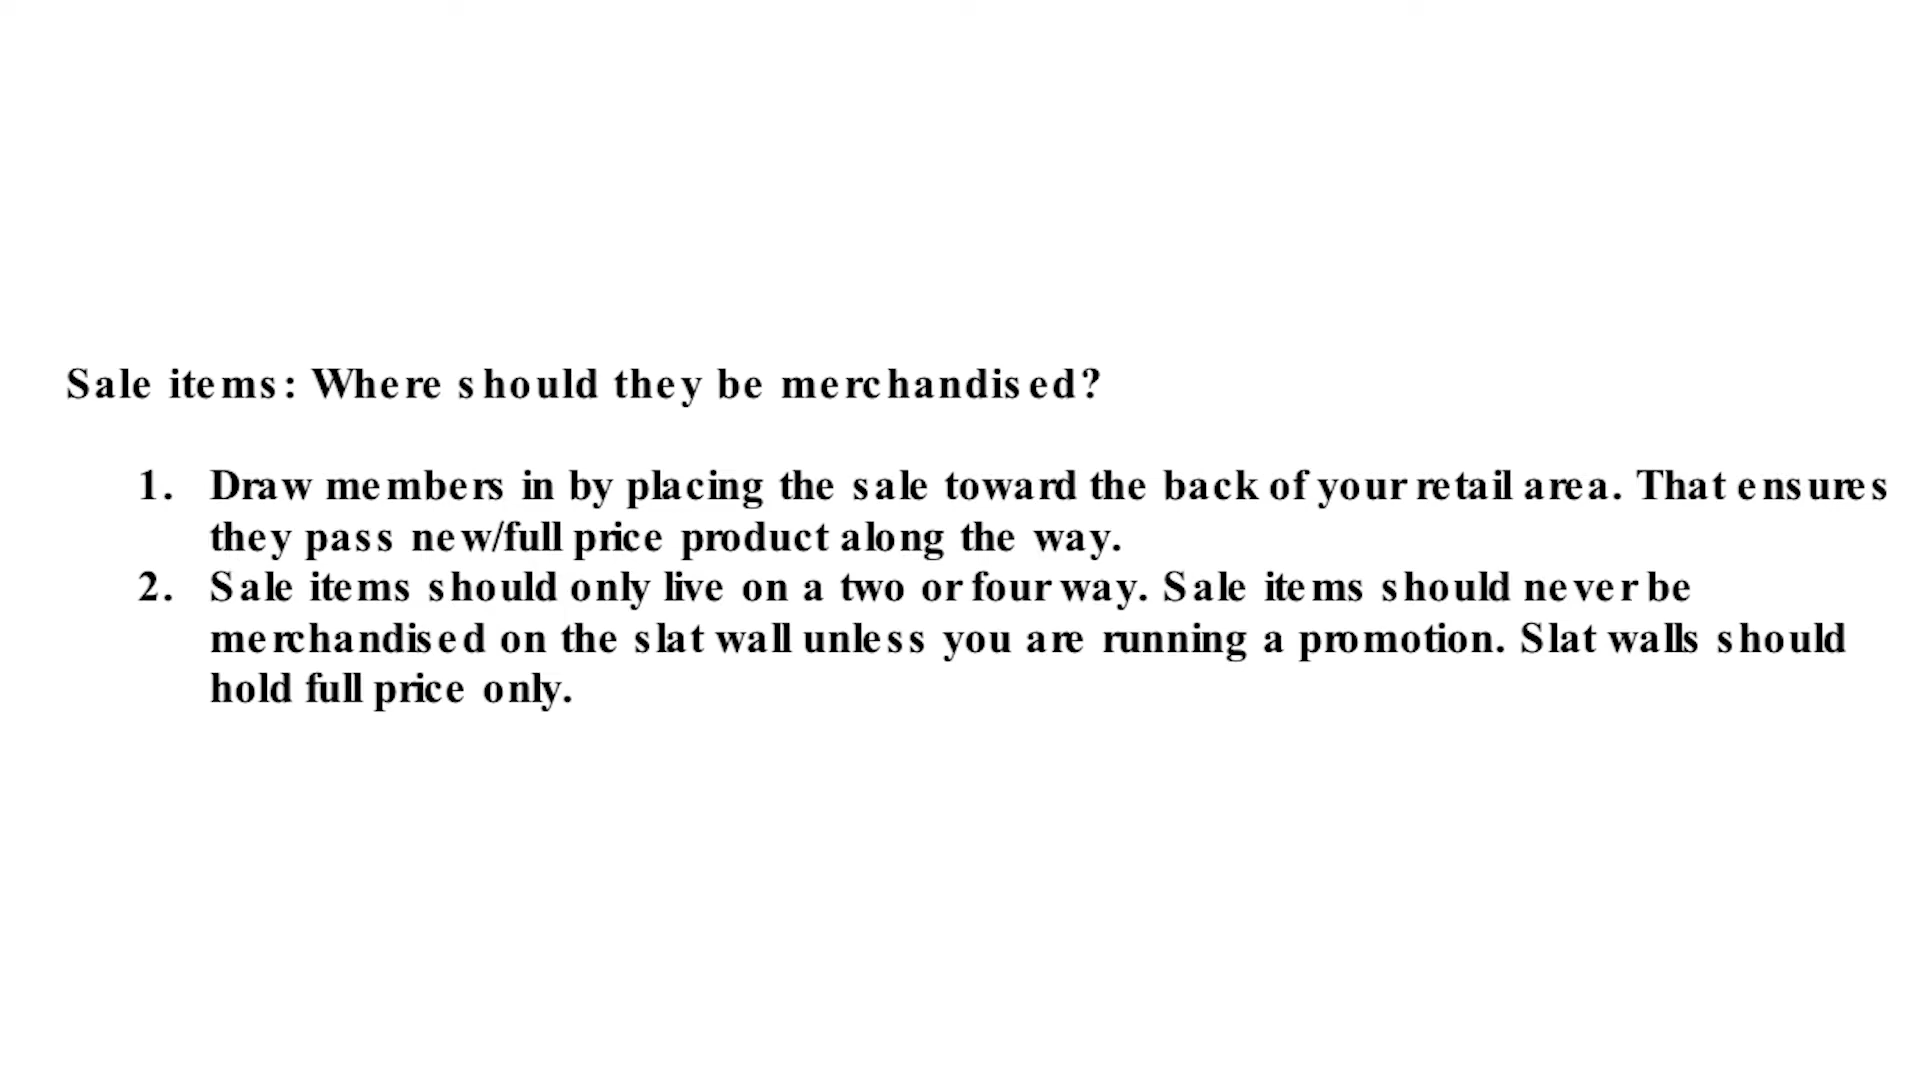 Sale items: Where should they be merchandised?
1. Draw members in by placing the sale toward the back of your retail area. That ensures
they pass new/full price product along the way.
2. Sale items should only live on a two or four way. Sale items should never be
merchandised on the slat wall unless you are running a promotion. Slat walls should
hold full price only.